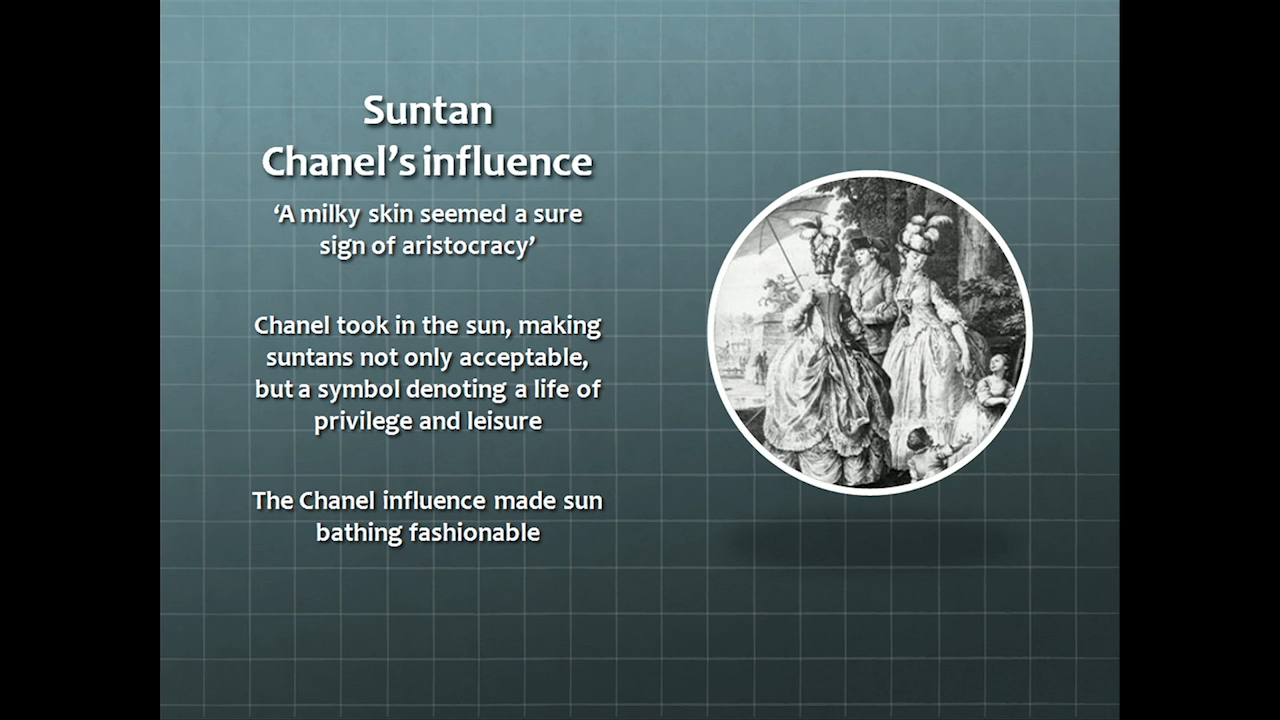 Suntan
Chanel’s influence
‘A milky skin seemed a sure
sign of aristocracy’
Chanel took in the sun, making
suntans not only acceptable,
but a symbol denoting a life of
privilege and leisure
The Chanel influence made sun
bathing fashionable